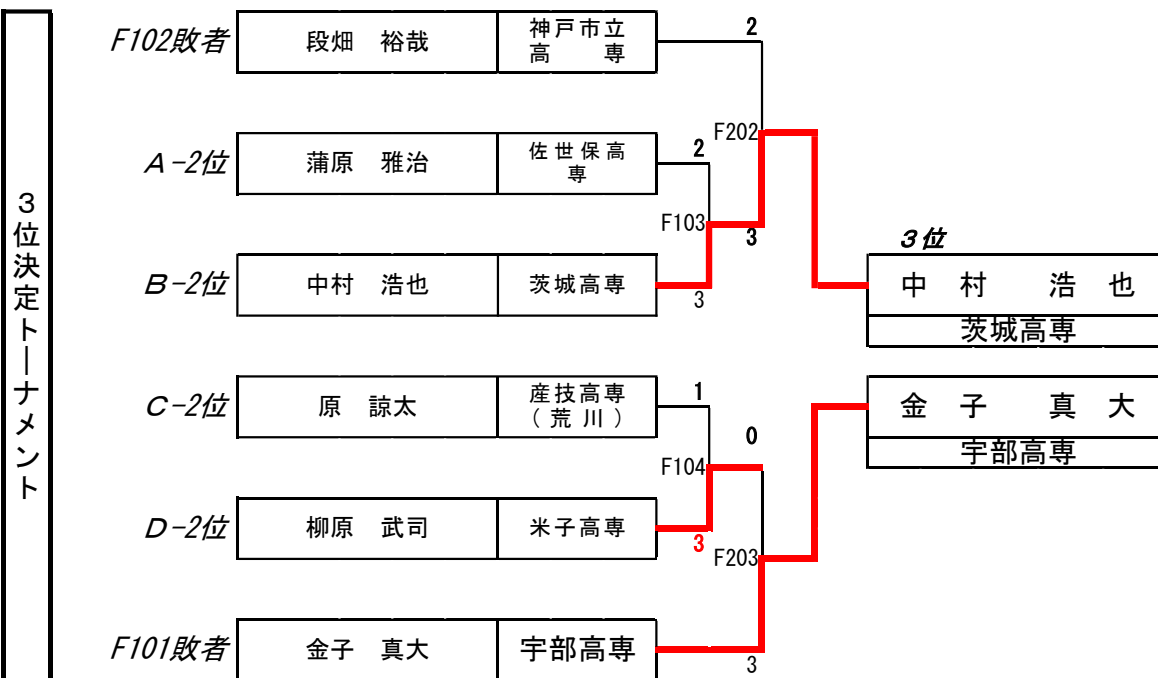 3位決定トーナメント
F102敗者
段畑 裕哉
神戸市立
高 専
2
F202
A-2位
蒲原 雅治
佐世保高
専
2
F103
3
B-2位
中村 浩也
茨城高専
3
3位
中 村 浩 也
茨城高専
C-2位
原 諒太
産技高専
(荒川)
1
0
F104
D-2位
柳原 武司
米子高専
3
F203
金 子 真 大
宇部高専
F101敗者
金子 真大
宇部高専
3